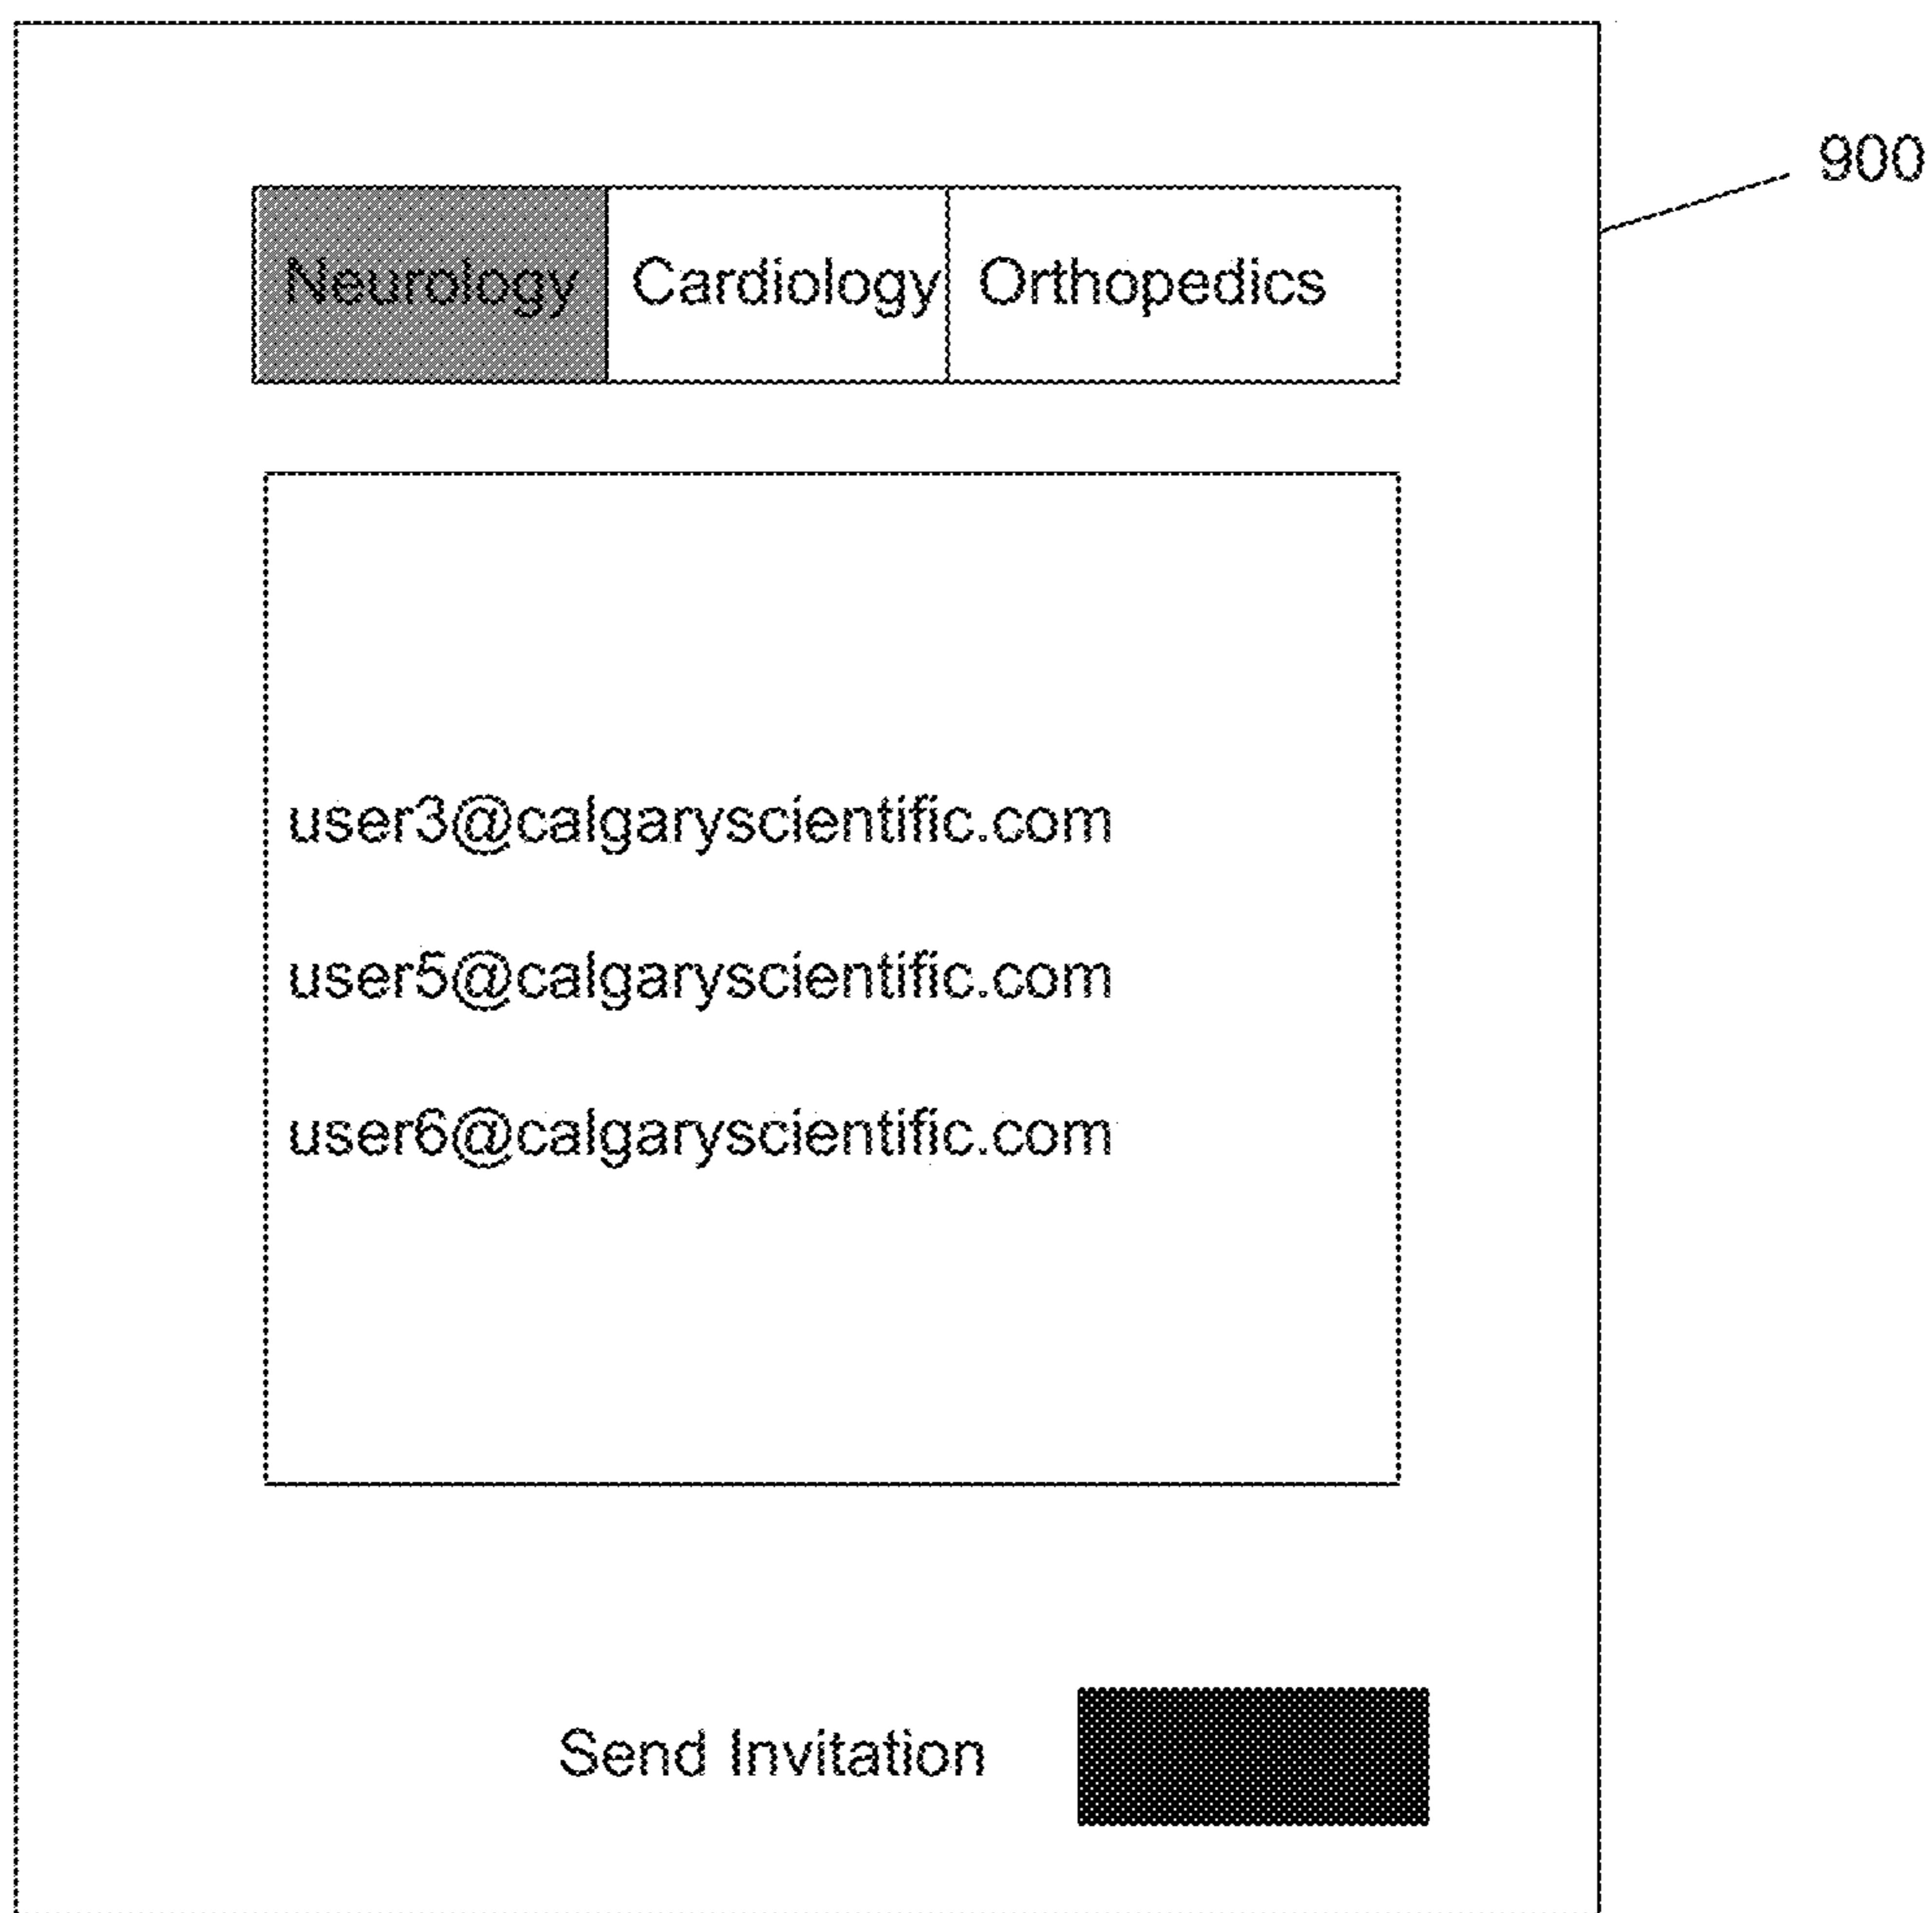 900
Neurology Cardiology Orthopedics
user3@calgaryscientific.com
user5@calgaryscientific.com
user6@calgaryscientific.com
Send Invitation